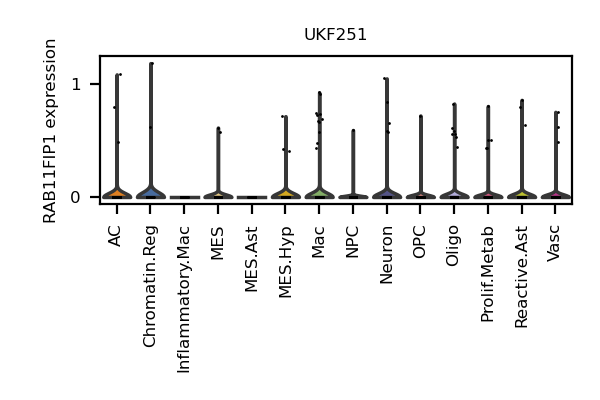 UKF251
RAB11FIP1 expression
1
0
AC
Chromatin.Reg
Inflammatory.Mac
MES
MES.Ast
MES.Hyp
Mac
NPC
Neuron
OPC
Oligo
Prolif.Metab
Reactive.Ast
Vasc